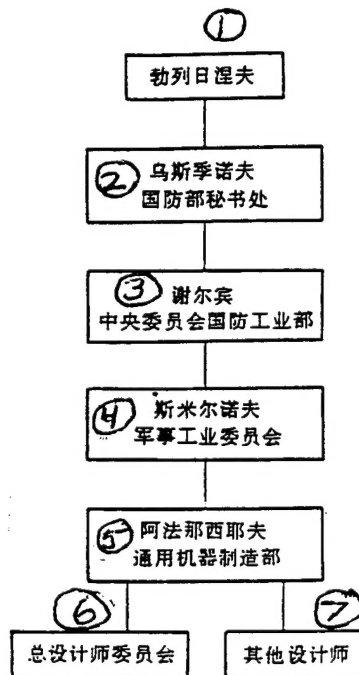 ①
勃列日涅夫
② 乌斯季诺夫
国防部秘书处
③ 谢尔宾
中央委员会国防工业部
④ 斯米尔诺夫
军事工业委员会
⑤ 阿法那西耶夫
通用机器制造部
⑥ ⑦
总设计师委员会 其他设计师